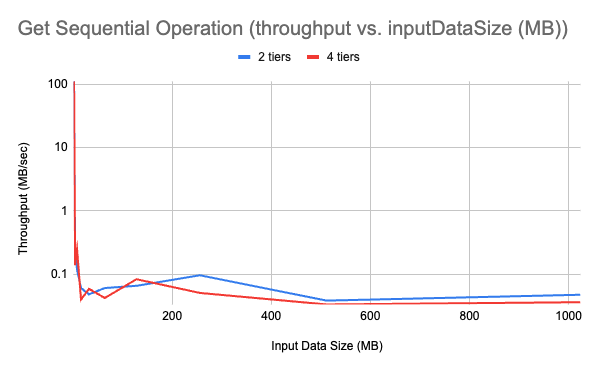 Get Sequential Operation (throughput vs. inputDataSize (MB))
2 tiers 4 tiers
100
10
1
0.1
Throughput (MB/sec)
200 400 600 800 1000
Input Data Size (MB)